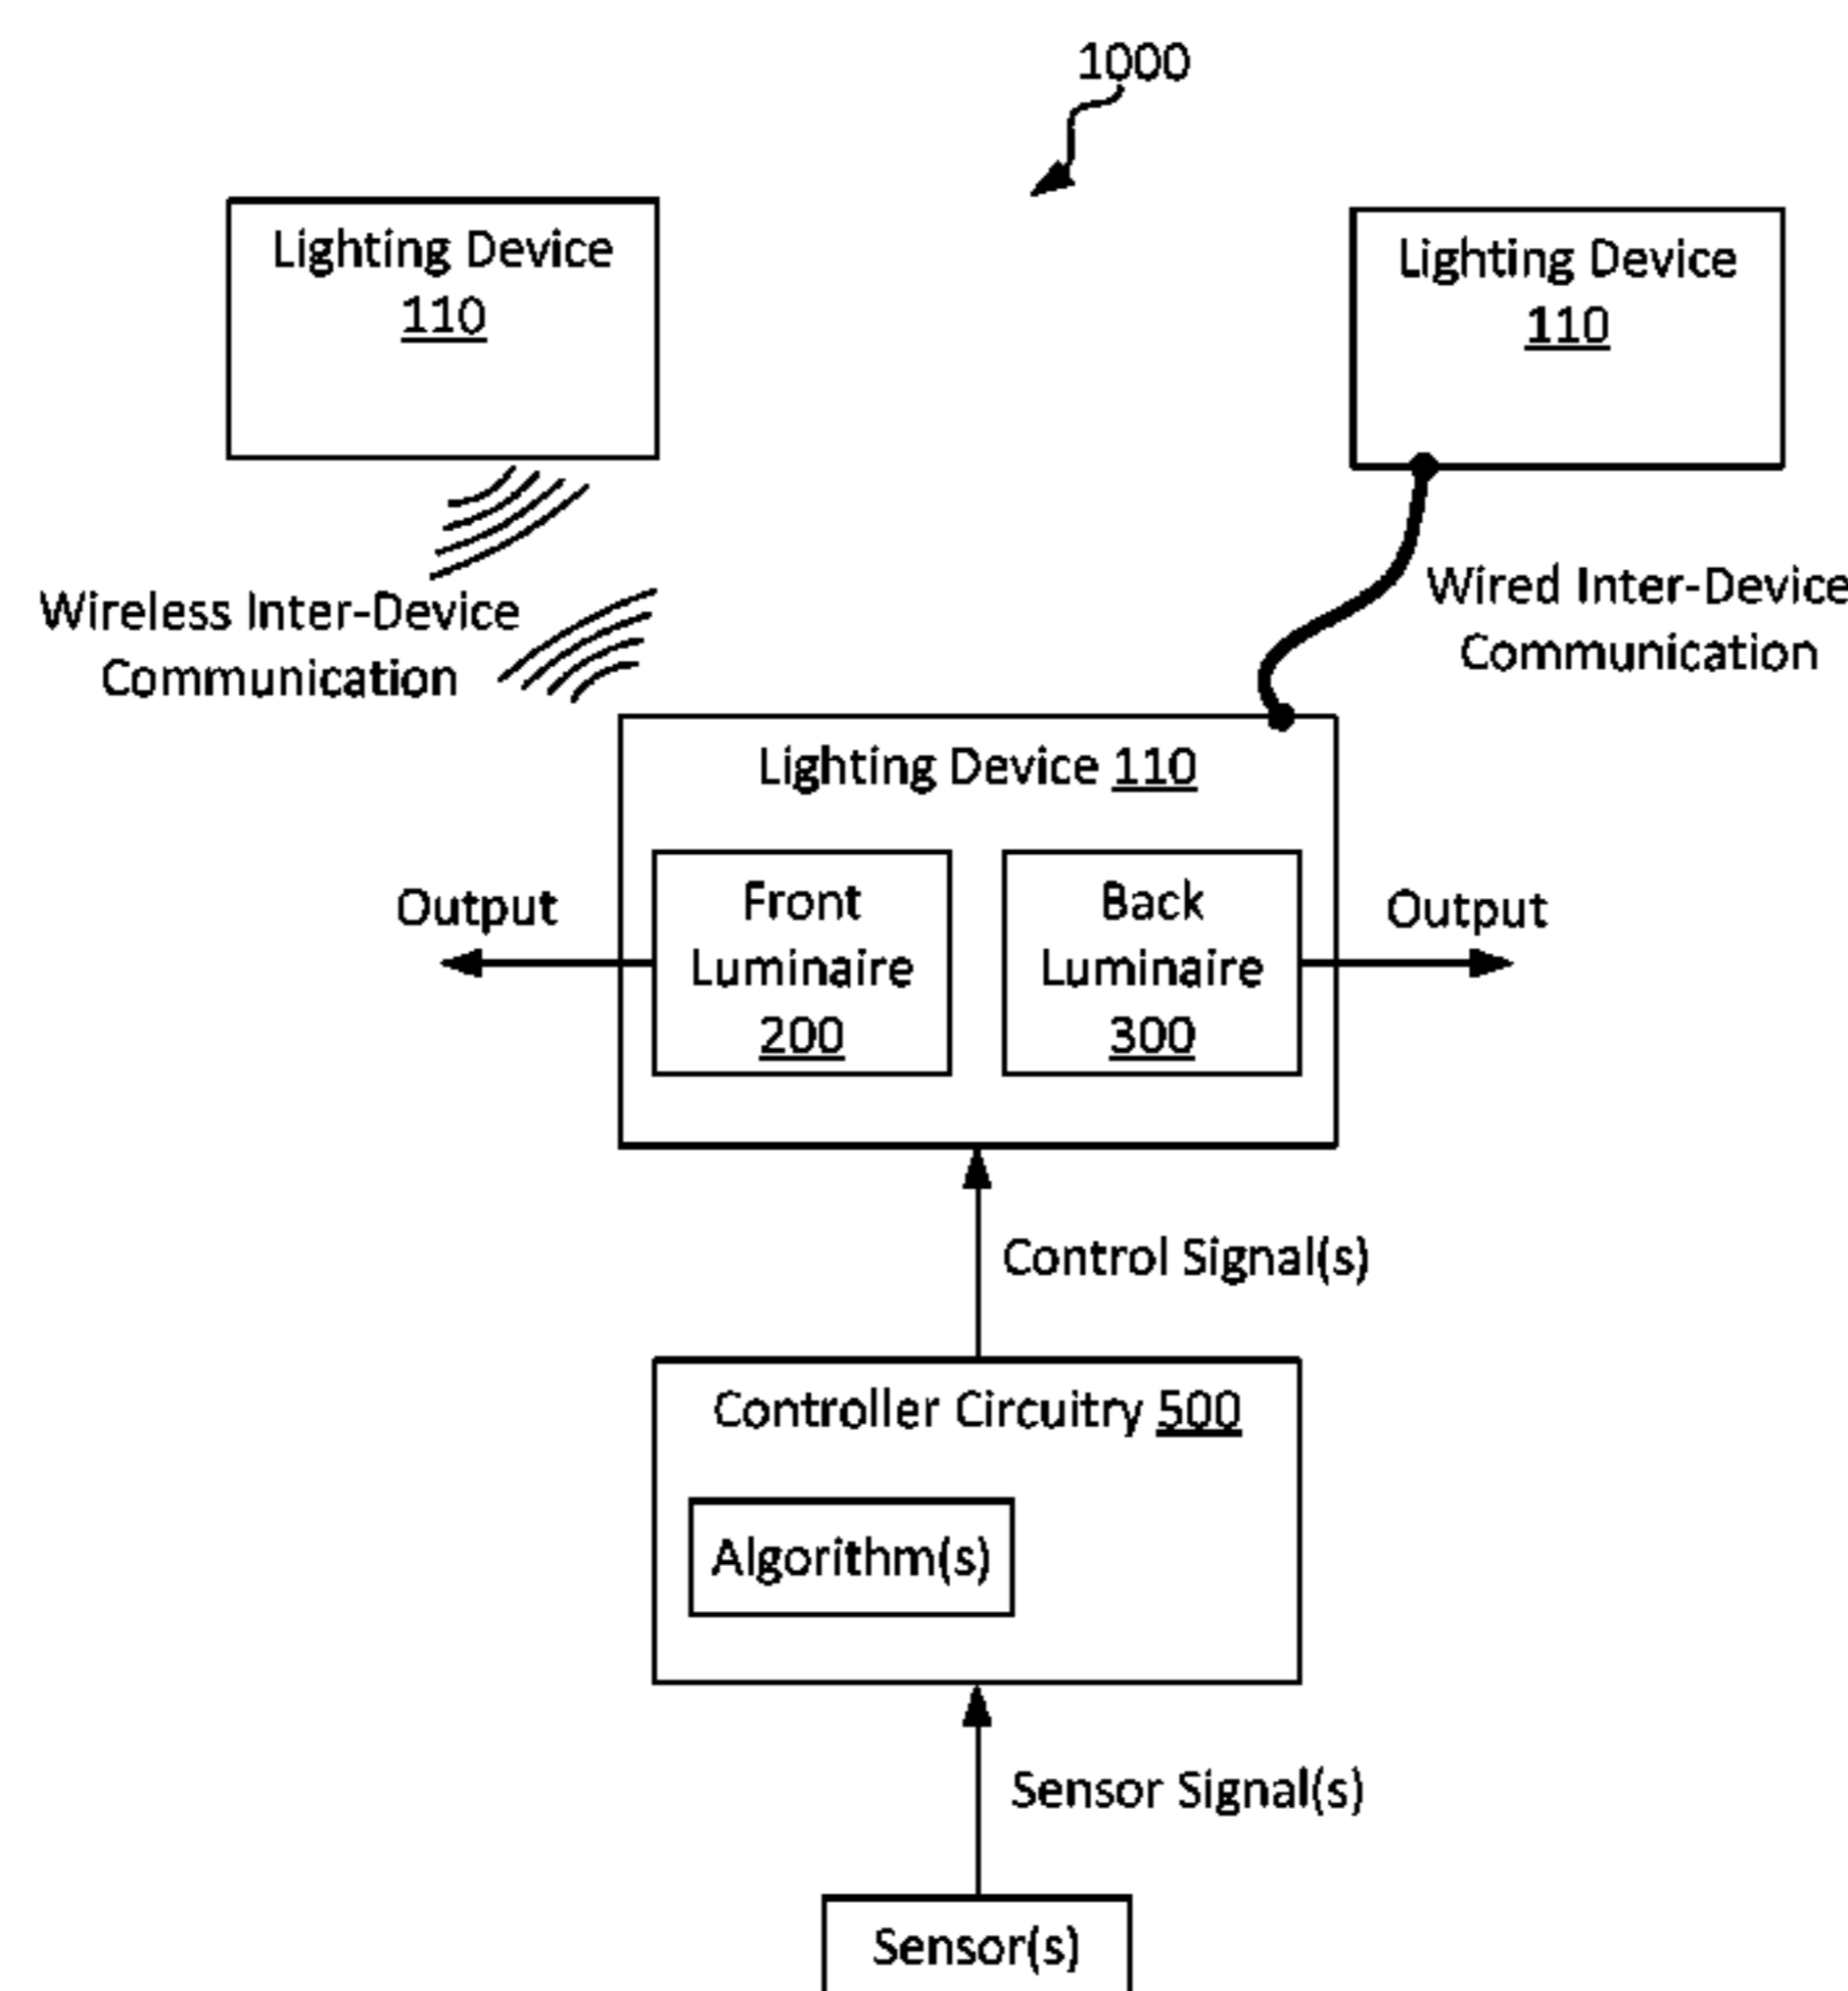 1000
Lighting Device
110
Lighting Device
110
Wireless Inter-Device
Communication
Wired Inter-Device
Communication
Lighting Device 110
Output
Front
Luminaire
200
Back
Luminaire
300
Output
Control Signal(s)
Controller Circuitry 500
Algorithm(s)
Sensor Signal(s)
Sensor(s)